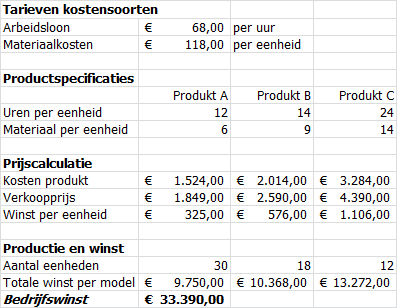 Tarieven kostensoorten
Arbeidsloon € 68,00 per uur
Materiaalkosten € 118,00 per eenheid
Productspecificaties
Produkt A Produkt B Produkt C
Uren per eenheid 12 14 24
Materiaal per eenheid 6 9 14
Prijscalculatie
Kosten produkt € 1.524,00 € 2.014,00 € 3.284,00
Verkoopprijs € 1.849,00 € 2.590,00 € 4.390,00
Winst per eenheid € 325,00 € 576,00 € 1.106,00
Productie en winst
Aantal eenheden 30 18 12
Totale winst per model € 9.750,00 € 10.368,00 € 13.272,00
Bedrijfswinst € 33.390,00